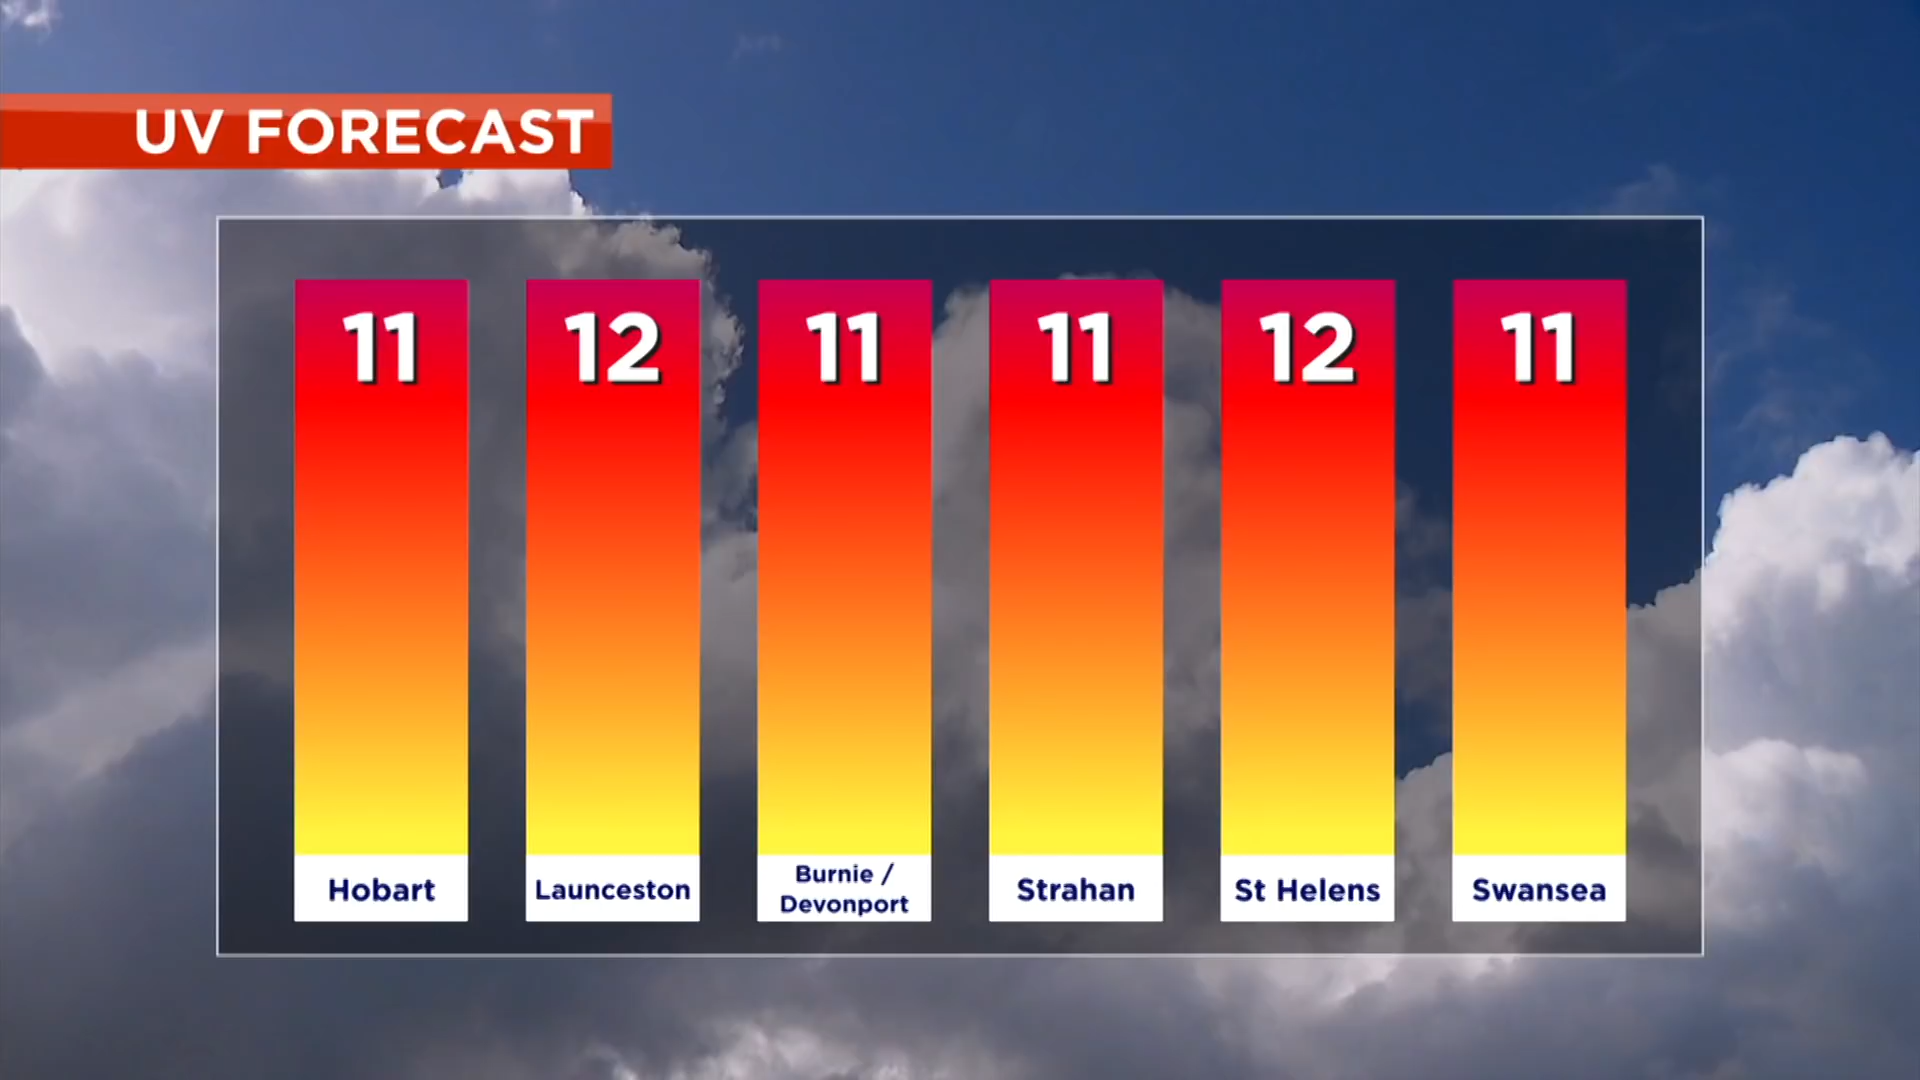 UV FORECAST
11
12
11
11
12
11
Hobart
Launceston
Burnie /
Devonport
Strahan
St Helens
Swansea